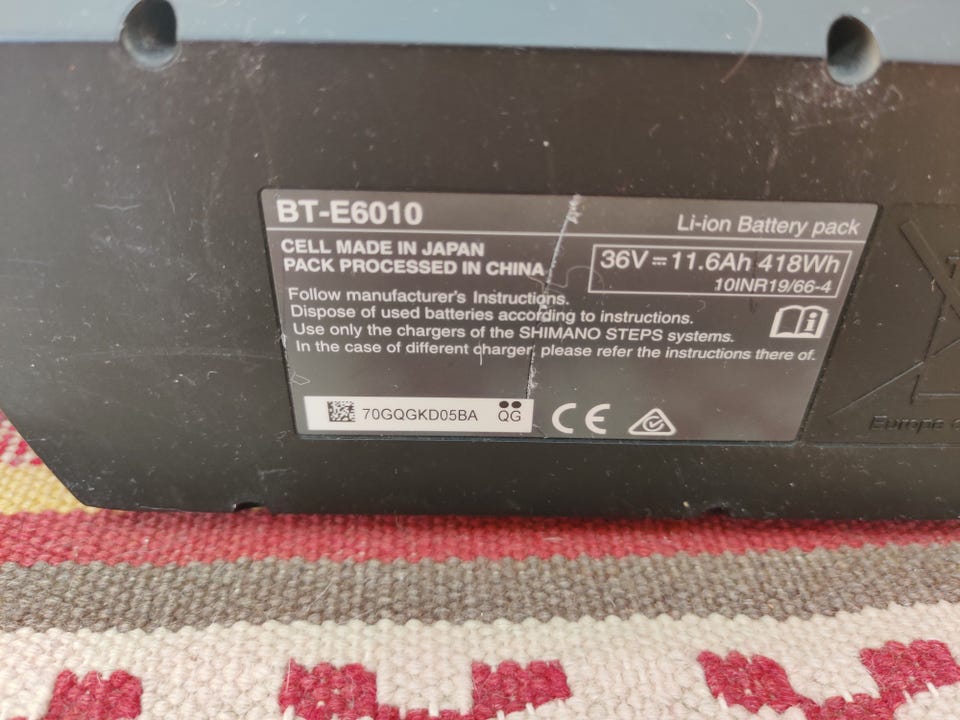 BT-E6010
Li-ion Battery pack
CELL MADE IN JAPAN
PACK PROCESSED IN CHINA
36V ⎓ 11.6Ah 418Wh
10INR19/66-4
Follow manufacturer's Instructions.
Dispose of used batteries according to instructions.
Use only the chargers of the SHIMANO STEPS systems.
In the case of different charger, please refer the instructions there of.
70GQGKD05BA
QG
CE
Europe